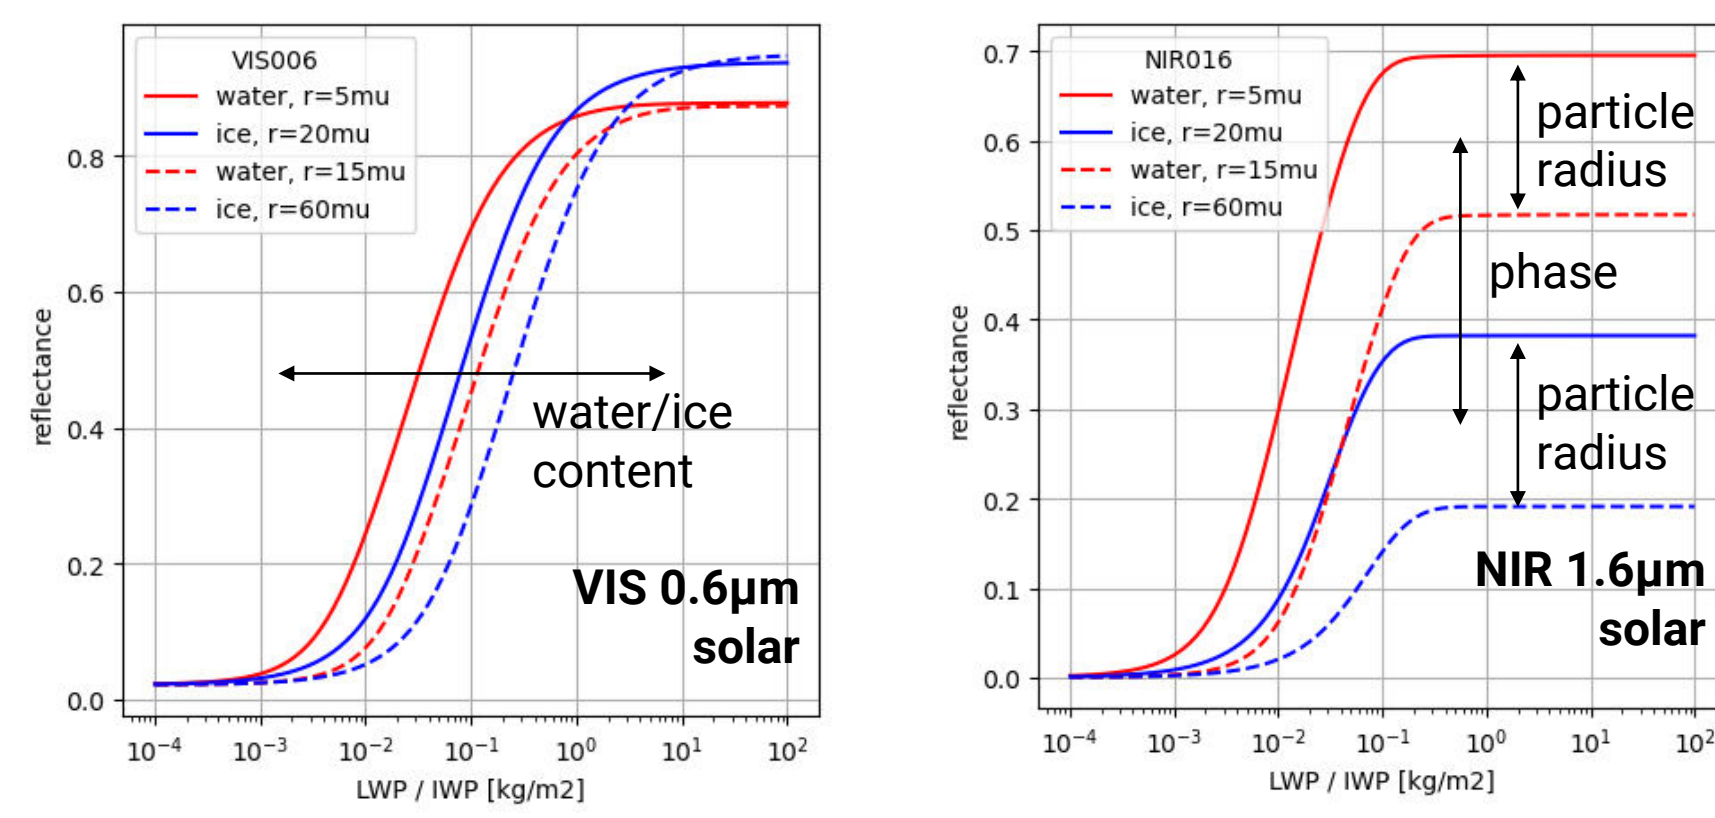 VIS006
water, r=5mu
ice, r=20mu
water, r=15mu
ice, r=60mu
0.8
0.6
0.4
0.2
0.0
reflectance
water/ice
content
VIS 0.6µm
solar
10⁻⁴ 10⁻³ 10⁻² 10⁻¹ 10⁰ 10¹ 10²
LWP / IWP [kg/m2]
NIR016
water, r=5mu
ice, r=20mu
water, r=15mu
ice, r=60mu
0.7
0.6
0.5
0.4
0.3
0.2
0.1
0.0
reflectance
particle
radius
phase
particle
radius
NIR 1.6µm
solar
10⁻⁴ 10⁻³ 10⁻² 10⁻¹ 10⁰ 10¹ 10²
LWP / IWP [kg/m2]